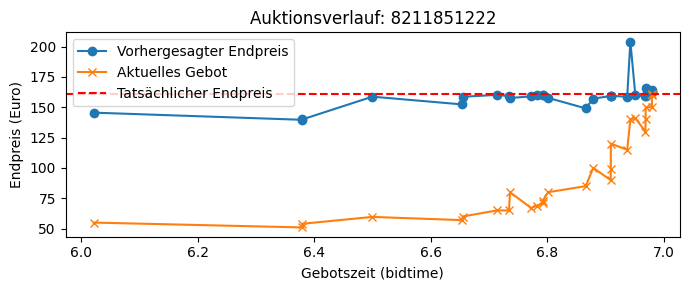 Auktionsverlauf: 8211851222
Endpreis (Euro)
200
175
150
125
100
75
50
Vorhergesagter Endpreis
Aktuelles Gebot
Tatsächlicher Endpreis
6.0 6.2 6.4 6.6 6.8 7.0
Gebotszeit (bidtime)